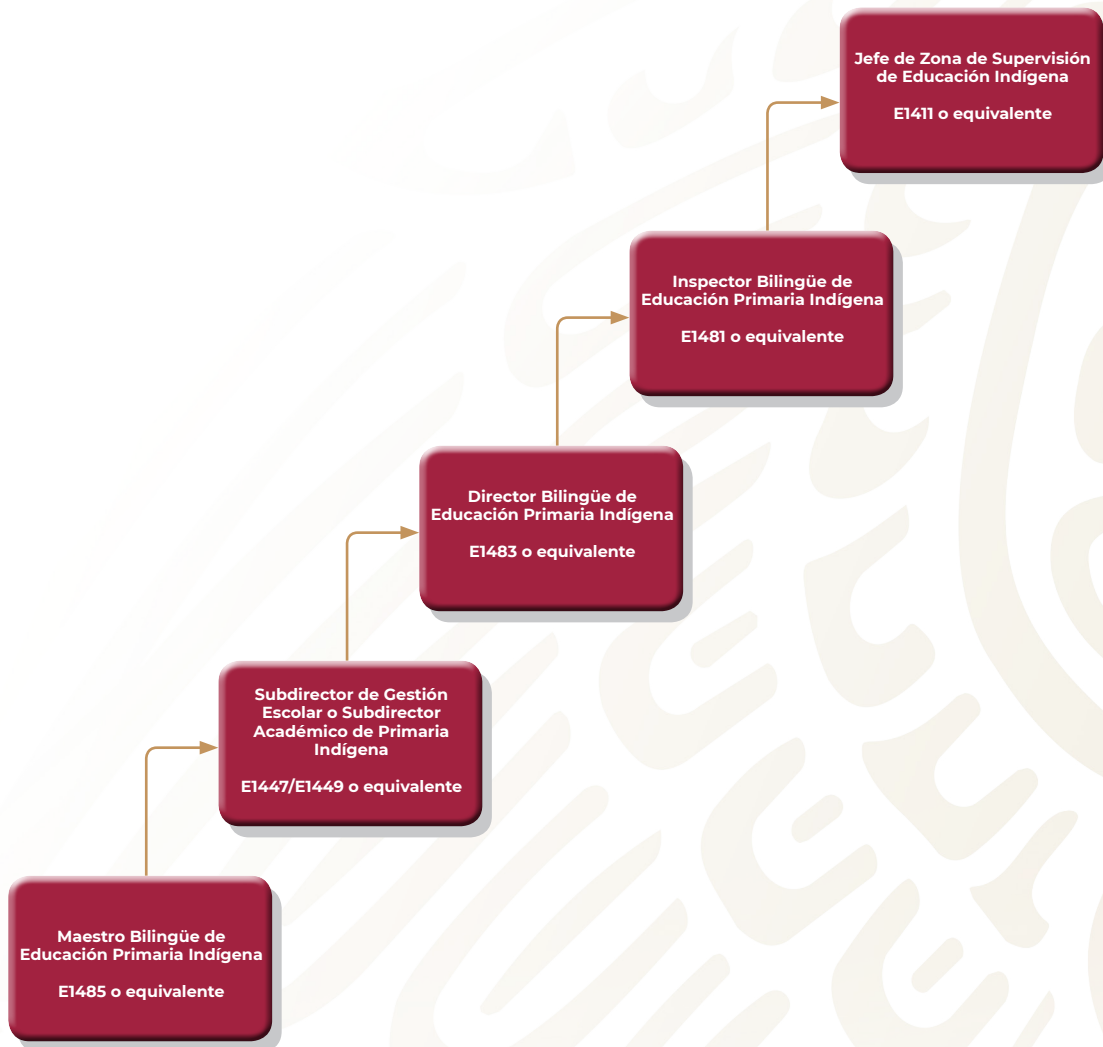 Jefe de Zona de Supervisión
de Educación Indígena
E1411 o equivalente
Inspector Bilingüe de
Educación Primaria Indígena
E1481 o equivalente
Director Bilingüe de
Educación Primaria Indígena
E1483 o equivalente
Subdirector de Gestión
Escolar o Subdirector
Académico de Primaria
Indígena
E1447/E1449 o equivalente
Maestro Bilingüe de
Educación Primaria Indígena
E1485 o equivalente